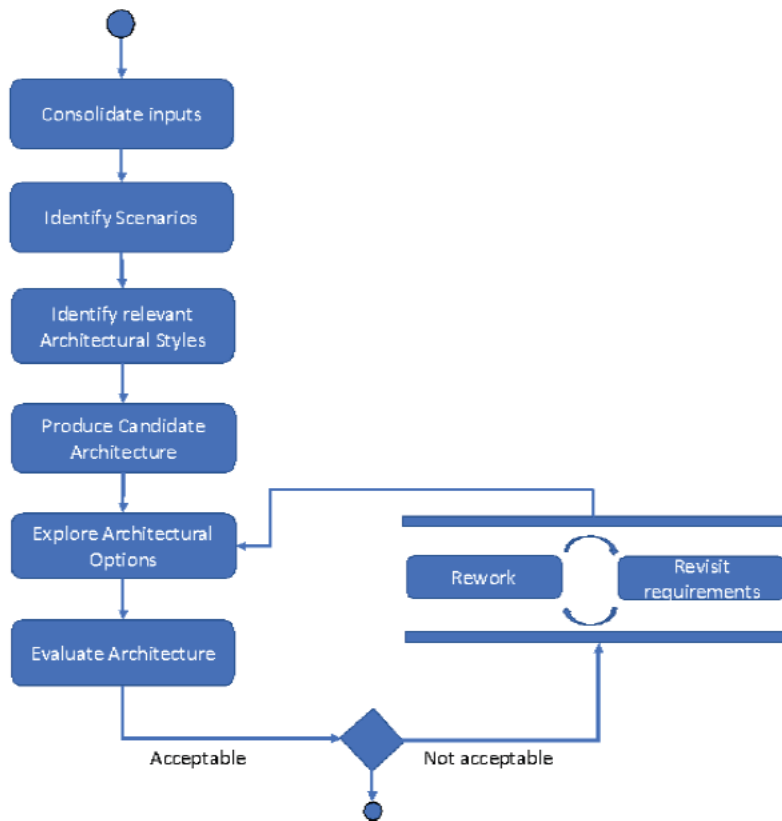 Consolidate inputs
Identify Scenarios
Identify relevant
Architectural Styles
Produce Candidate
Architecture
Explore Architectural
Options
Rework
Revisit
requirements
Evaluate Architecture
Acceptable
Not acceptable